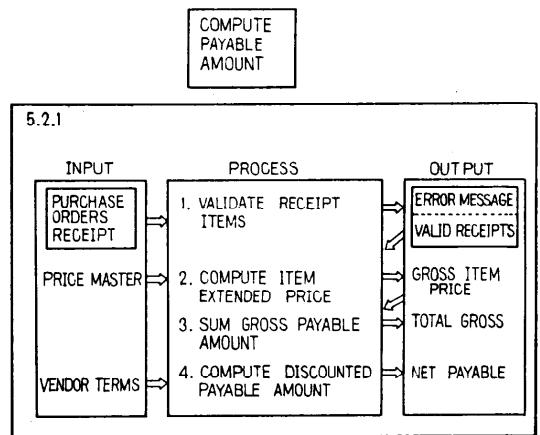 COMPUTE
PAYABLE
AMOUNT
5.2.1
INPUT
PROCESS
OUTPUT
PURCHASE
ORDERS
RECEIPT
1. VALIDATE RECEIPT
ITEMS
ERROR MESSAGE
VALID RECEIPTS
PRICE MASTER
2. COMPUTE ITEM
EXTENDED PRICE
GROSS ITEM
PRICE
3. SUM GROSS PAYABLE
AMOUNT
TOTAL GROSS
VENDOR TERMS
4. COMPUTE DISCOUNTED
PAYABLE AMOUNT
NET PAYABLE